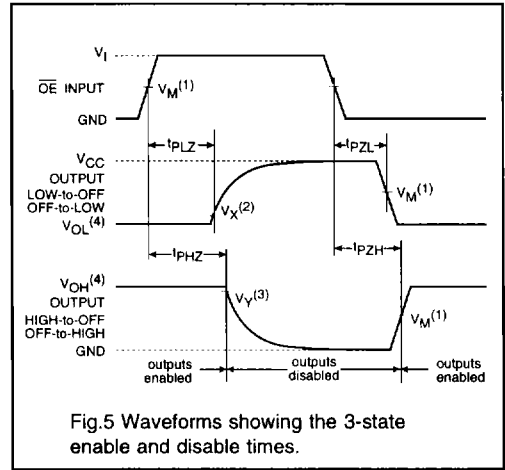 V_I
OE INPUT
V_M(1)
GND
t_PLZ
t_PZL
V_CC
OUTPUT
LOW-to-OFF
OFF-to-LOW
V_OL(4)
V_X(2)
V_M(1)
t_PHZ
t_PZH
V_OH(4)
OUTPUT
HIGH-to-OFF
OFF-to-HIGH
GND
V_Y(3)
V_M(1)
outputs enabled
outputs disabled
outputs enabled
Fig.5 Waveforms showing the 3-state
enable and disable times.